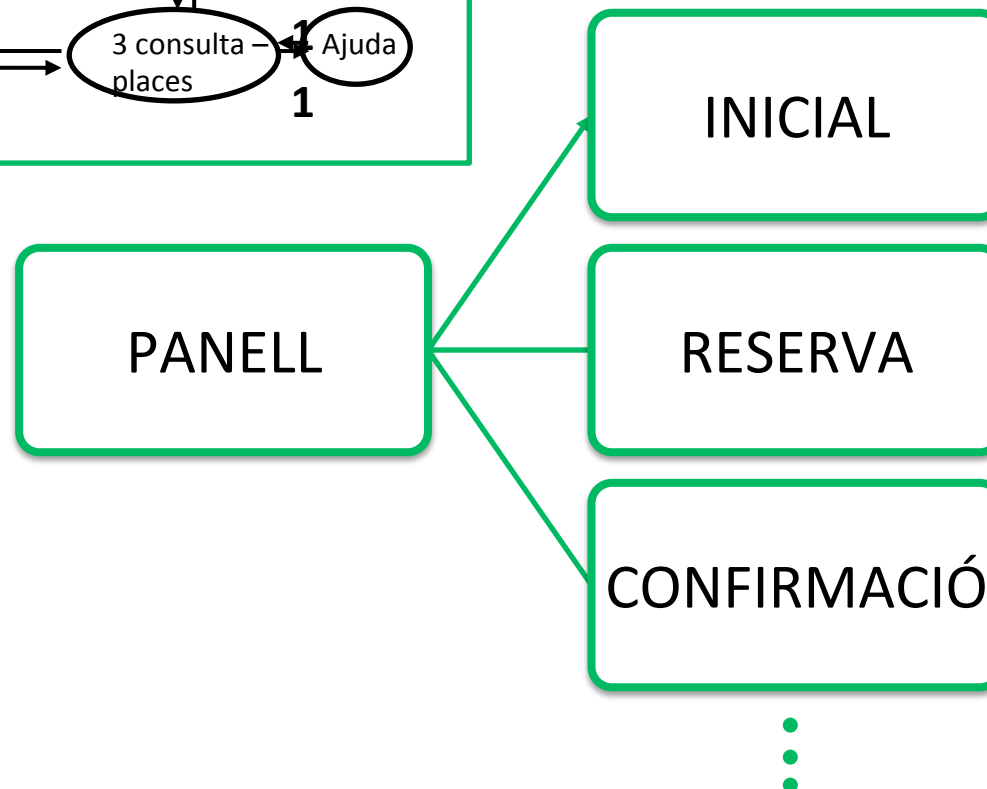 3 consulta –
places
1
Ajuda
1
INICIAL
PANELL
RESERVA
CONFIRMACIÓ